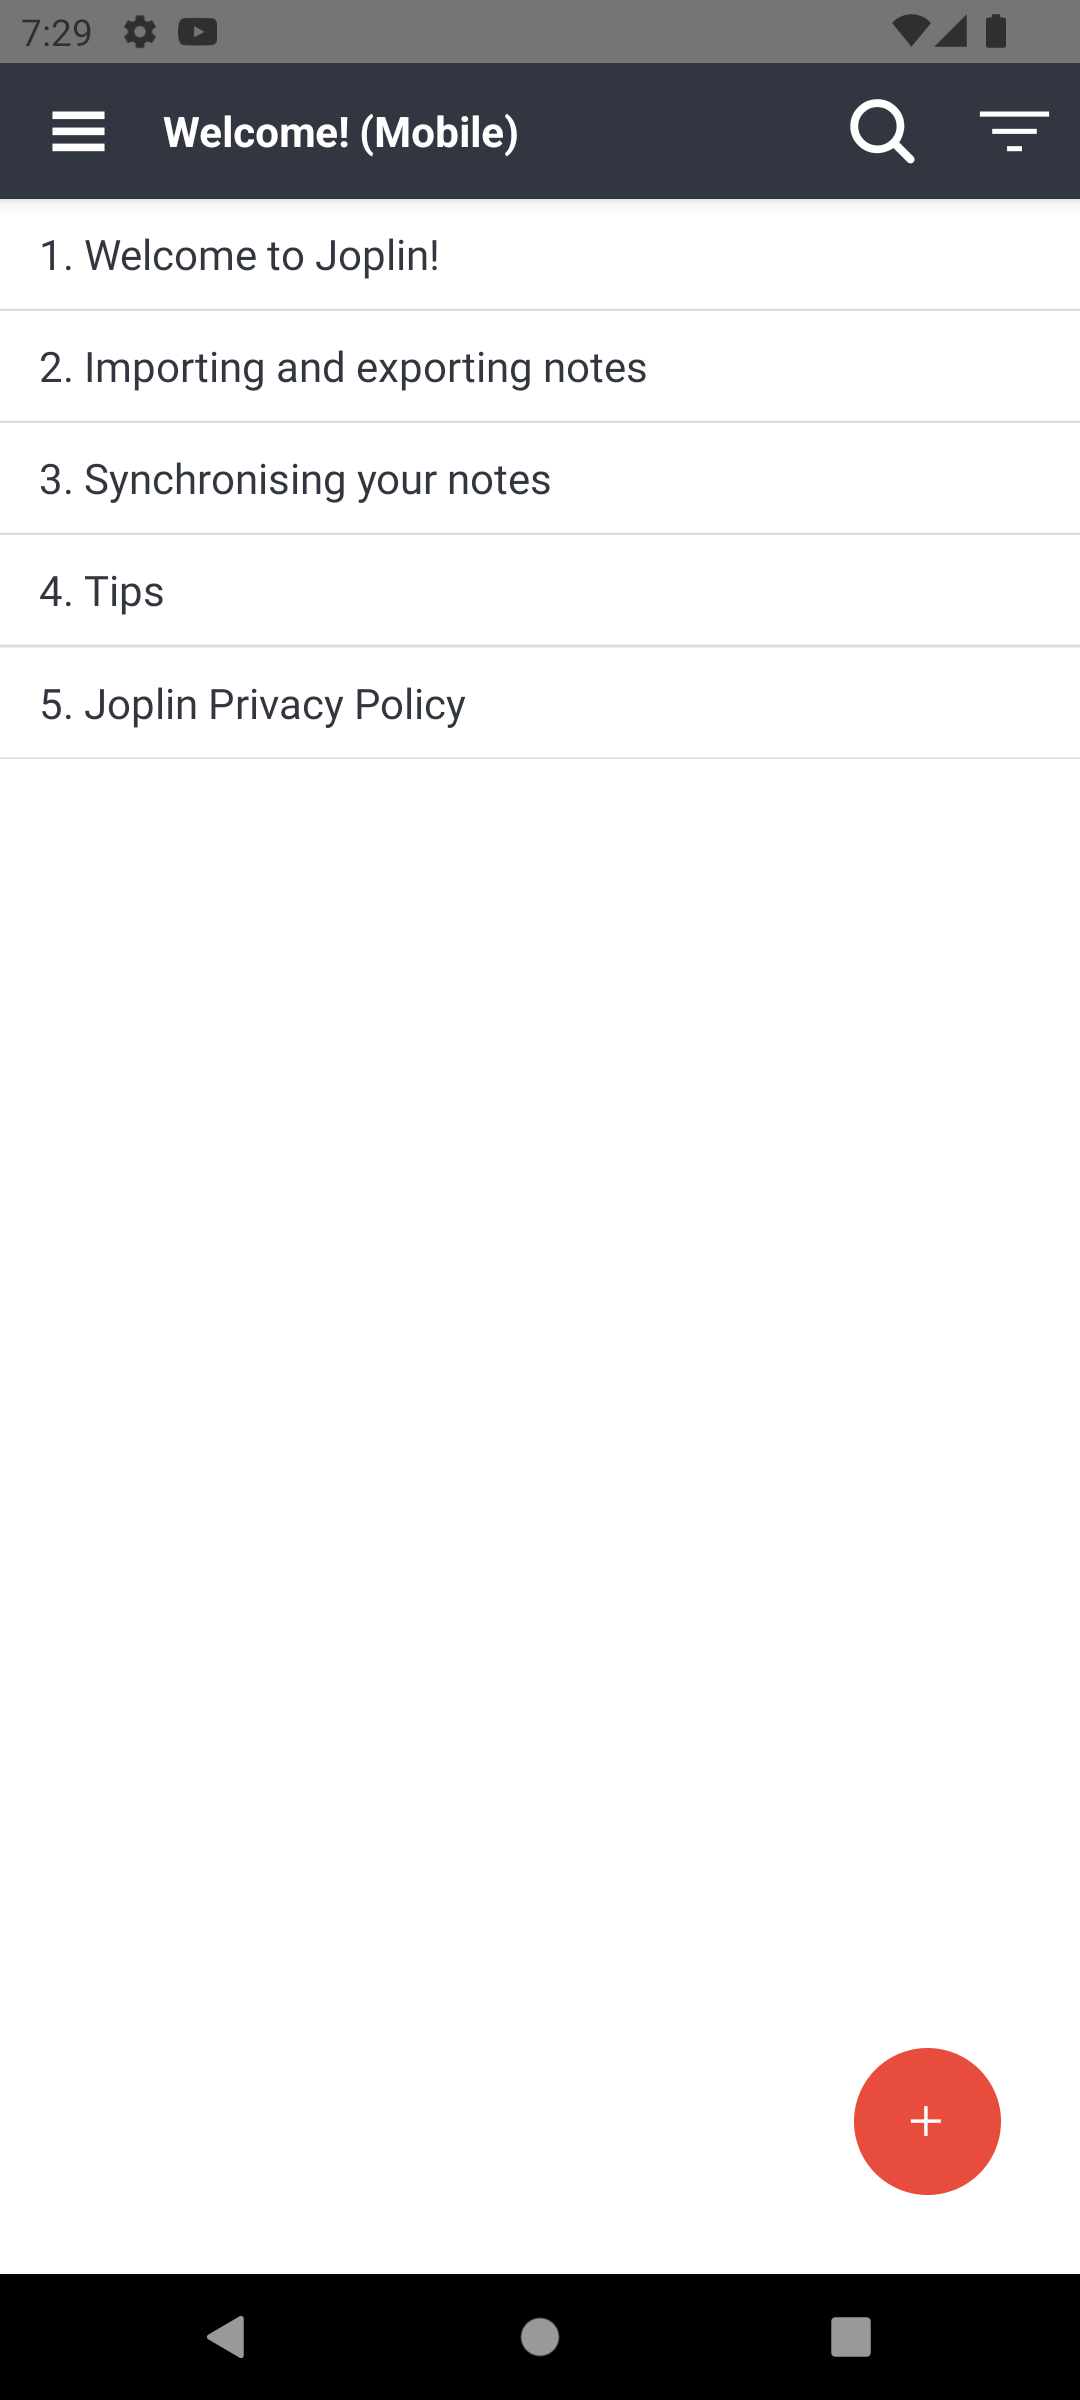 7:29
Welcome! (Mobile)
1. Welcome to Joplin!
2. Importing and exporting notes
3. Synchronising your notes
4. Tips
5. Joplin Privacy Policy